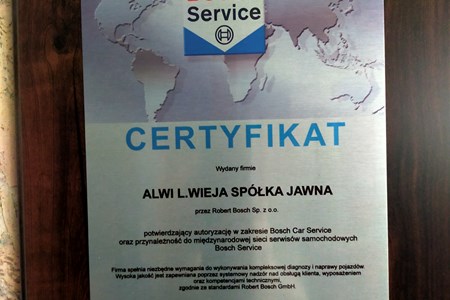 Service
CERTYFIKAT
Wydany firmie
ALWI L.WIEJA SPÓŁKA JAWNA
przez Robert Bosch Sp. z o.o.
potwierdzający autoryzację w zakresie Bosch Car Service
oraz przynależność do międzynarodowej sieci serwisów samochodowych
Bosch Service
Firma spełnia niezbędne wymagania do wykonywania kompleksowej diagnozy i naprawy pojazdów.
Wysoka jakość jest zapewniona poprzez systemowy nadzór nad obsługą klienta, wyposażeniem
oraz kompetencjami technicznymi,
zgodnie ze standardami Robert Bosch GmbH.